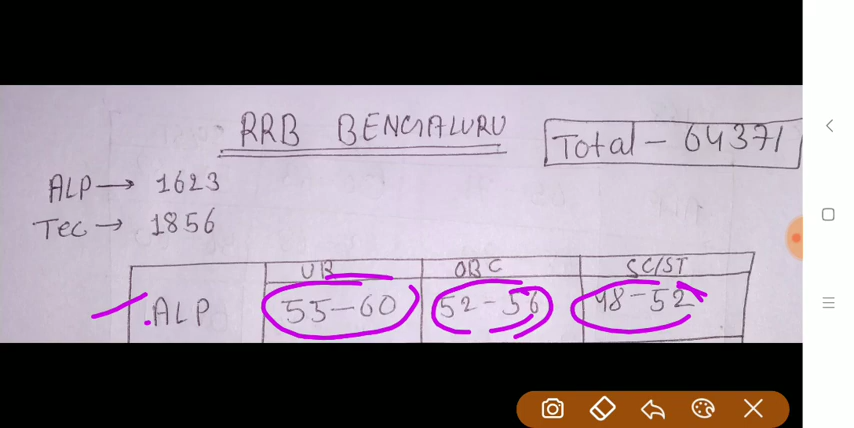 RRB BENGALURU
Total - 64371
ALP → 1623
Tec → 1856
UR OBC SC/ST
ALP 55-60 52-56 48-52